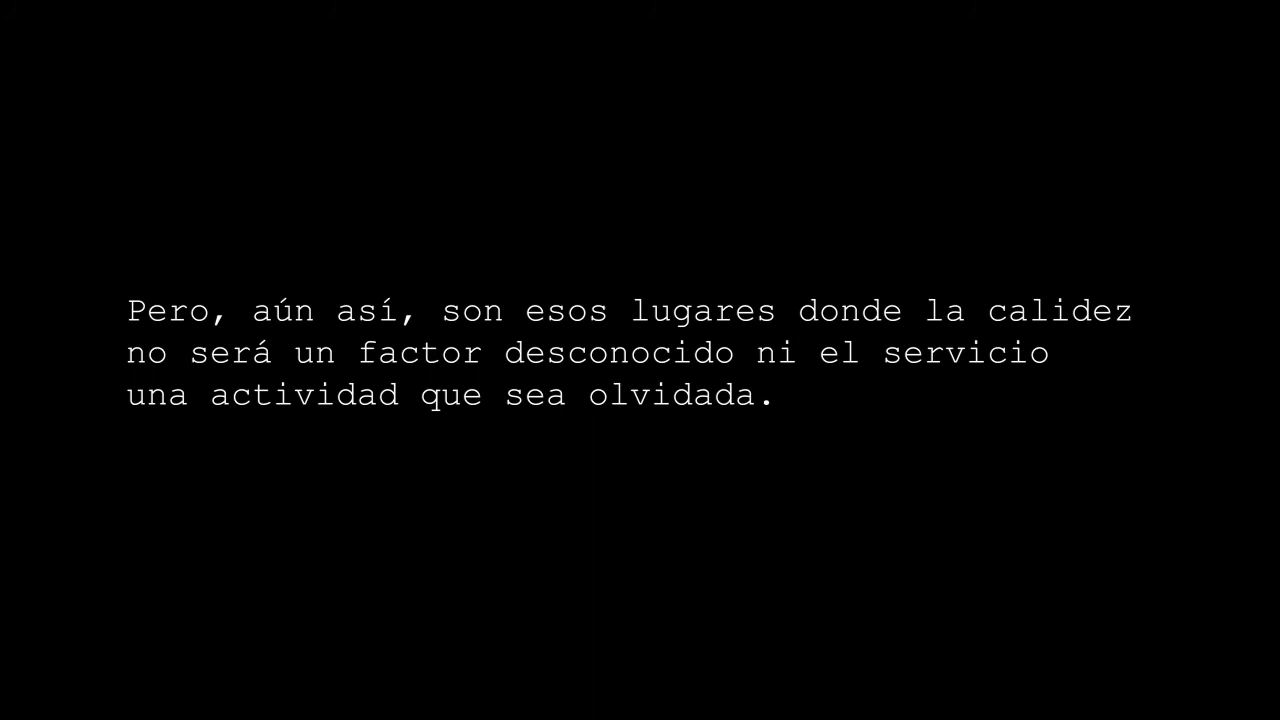 Pero, aún así, son esos lugares donde la calidez
no será un factor desconocido ni el servicio
una actividad que sea olvidada.